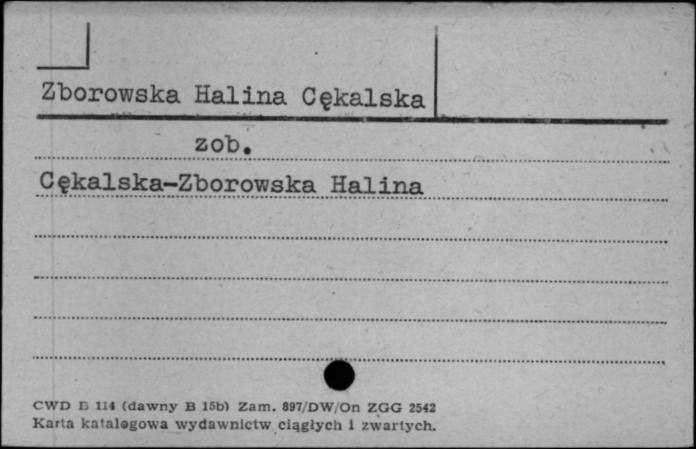 Zborowska Halina Cękalska
zob.
Cękalska-Zborowska Halina
CWD B 114 (dawny B 15b) Zam. 897/DW/On ZGG 2542
Karta katalogowa wydawnictw ciągłych i zwartych.